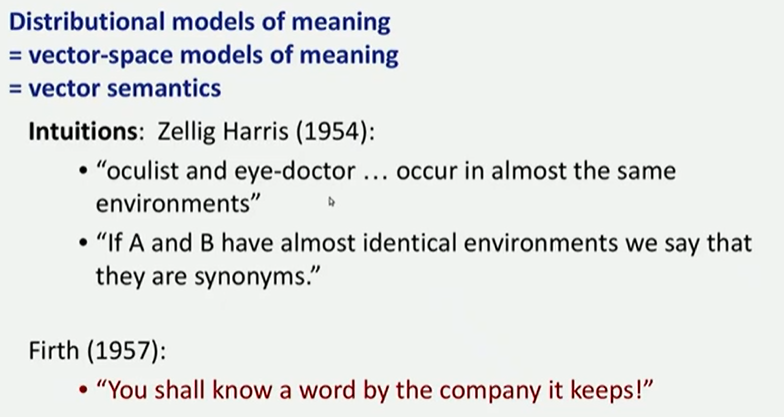 Distributional models of meaning
= vector-space models of meaning
= vector semantics
Intuitions: Zellig Harris (1954):
• “oculist and eye-doctor … occur in almost the same
environments”
• “If A and B have almost identical environments we say that
they are synonyms.”
Firth (1957):
• “You shall know a word by the company it keeps!”